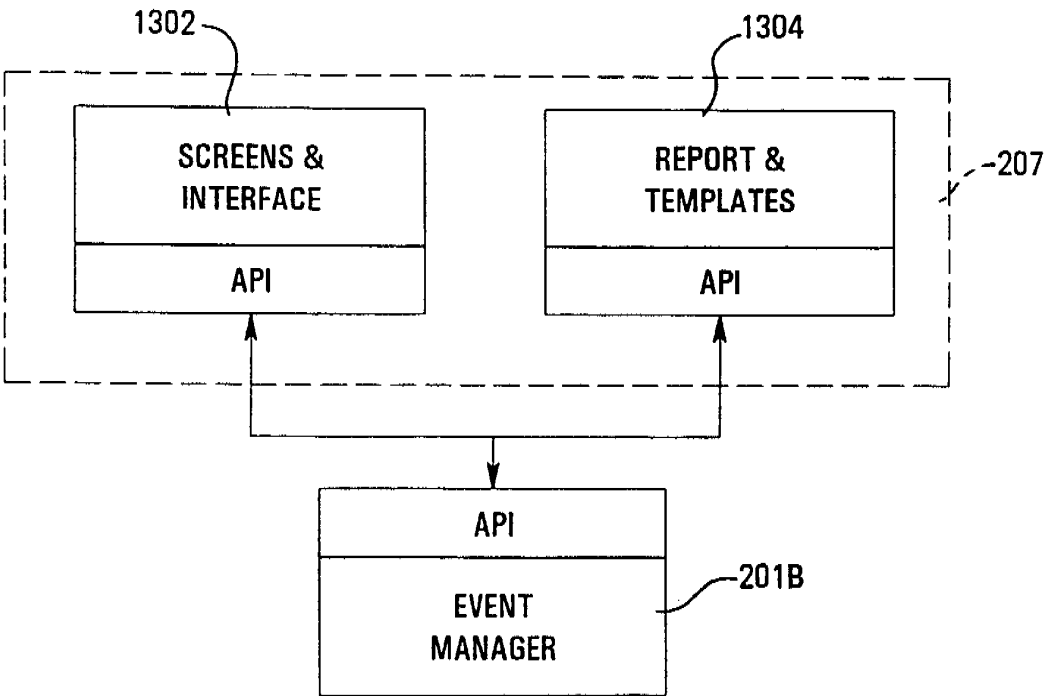 1302
1304
SCREENS &
INTERFACE
REPORT &
TEMPLATES
207
API
API
API
201B
EVENT
MANAGER